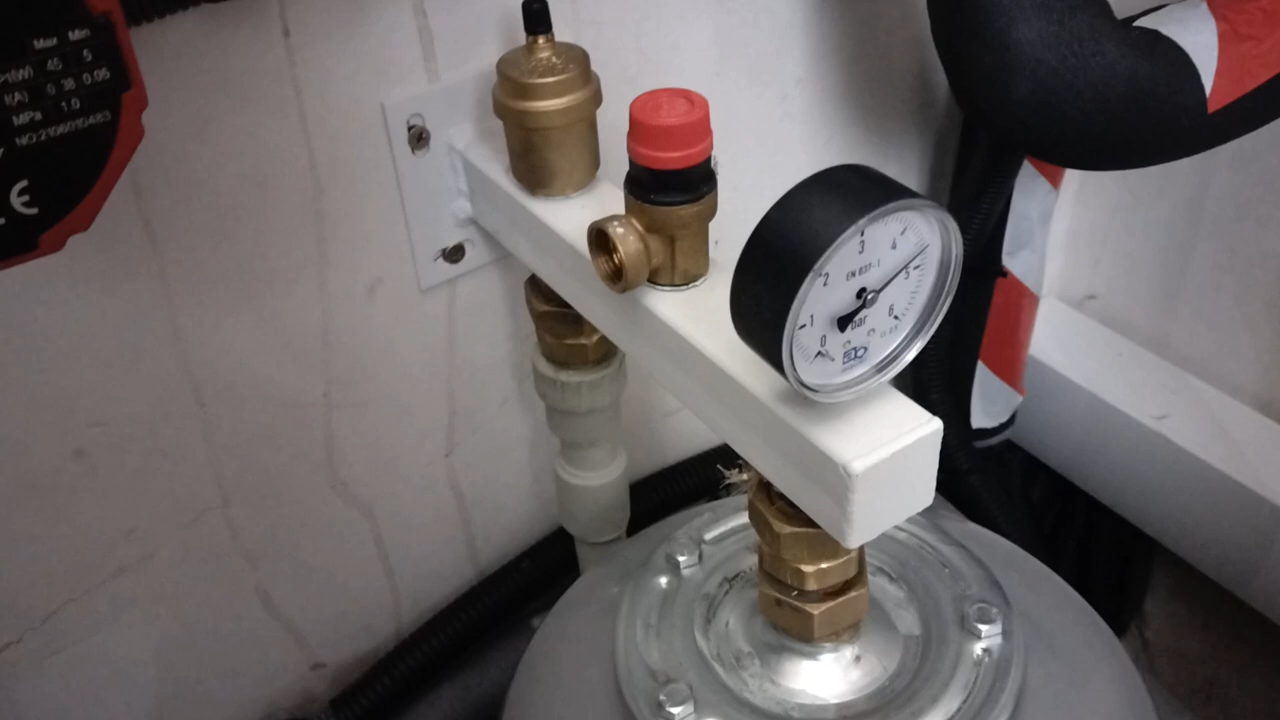 Max Min
P1(W) 45 5
I(A) 0.38 0.05
MPa 1.0
NO:2106010483
CE
0
1
2
3
4
5
6
EN 837-1
bar